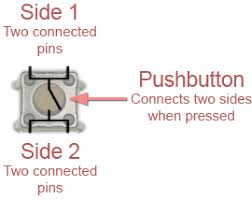 Side 1
Two connected
pins
Pushbutton
Connects two sides
when pressed
Side 2
Two connected
pins